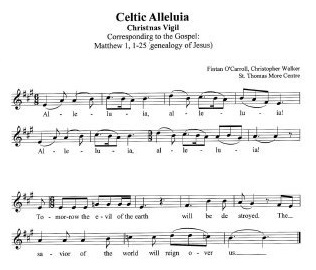 Celtic Alleluia
Christmas Vigil
Corresponding to the Gospel:
Matthew 1, 1-25 (genealogy of Jesus)
Fintan O'Carroll, Christopher Walker
St. Thomas More Centre
Al - le - lu - ia, al - le - lu - ia!
Al - le - lu - ia, al - le - lu - ia!
To - mor-row the e - vil of the earth will be de stroyed. The...
sa - vior of the world will reign o - ver us